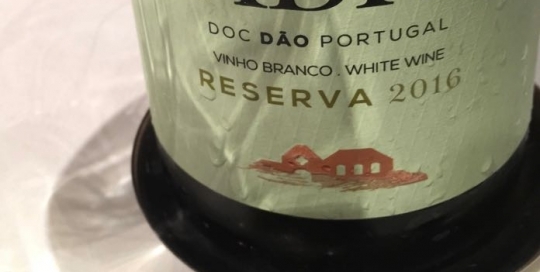 DOC DÃO PORTUGAL
VINHO BRANCO . WHITE WINE
RESERVA 2016